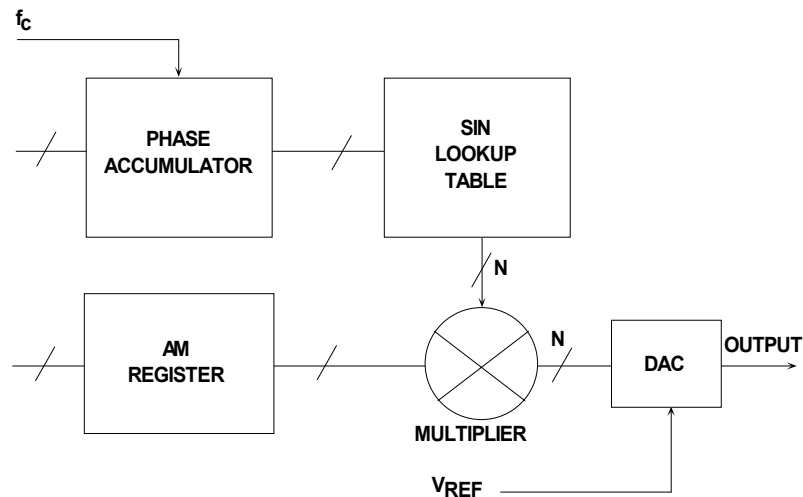 fc
PHASE
ACCUMULATOR
SIN
LOOKUP
TABLE
N
AM
REGISTER
MULTIPLIER
N
DAC
OUTPUT
VREF